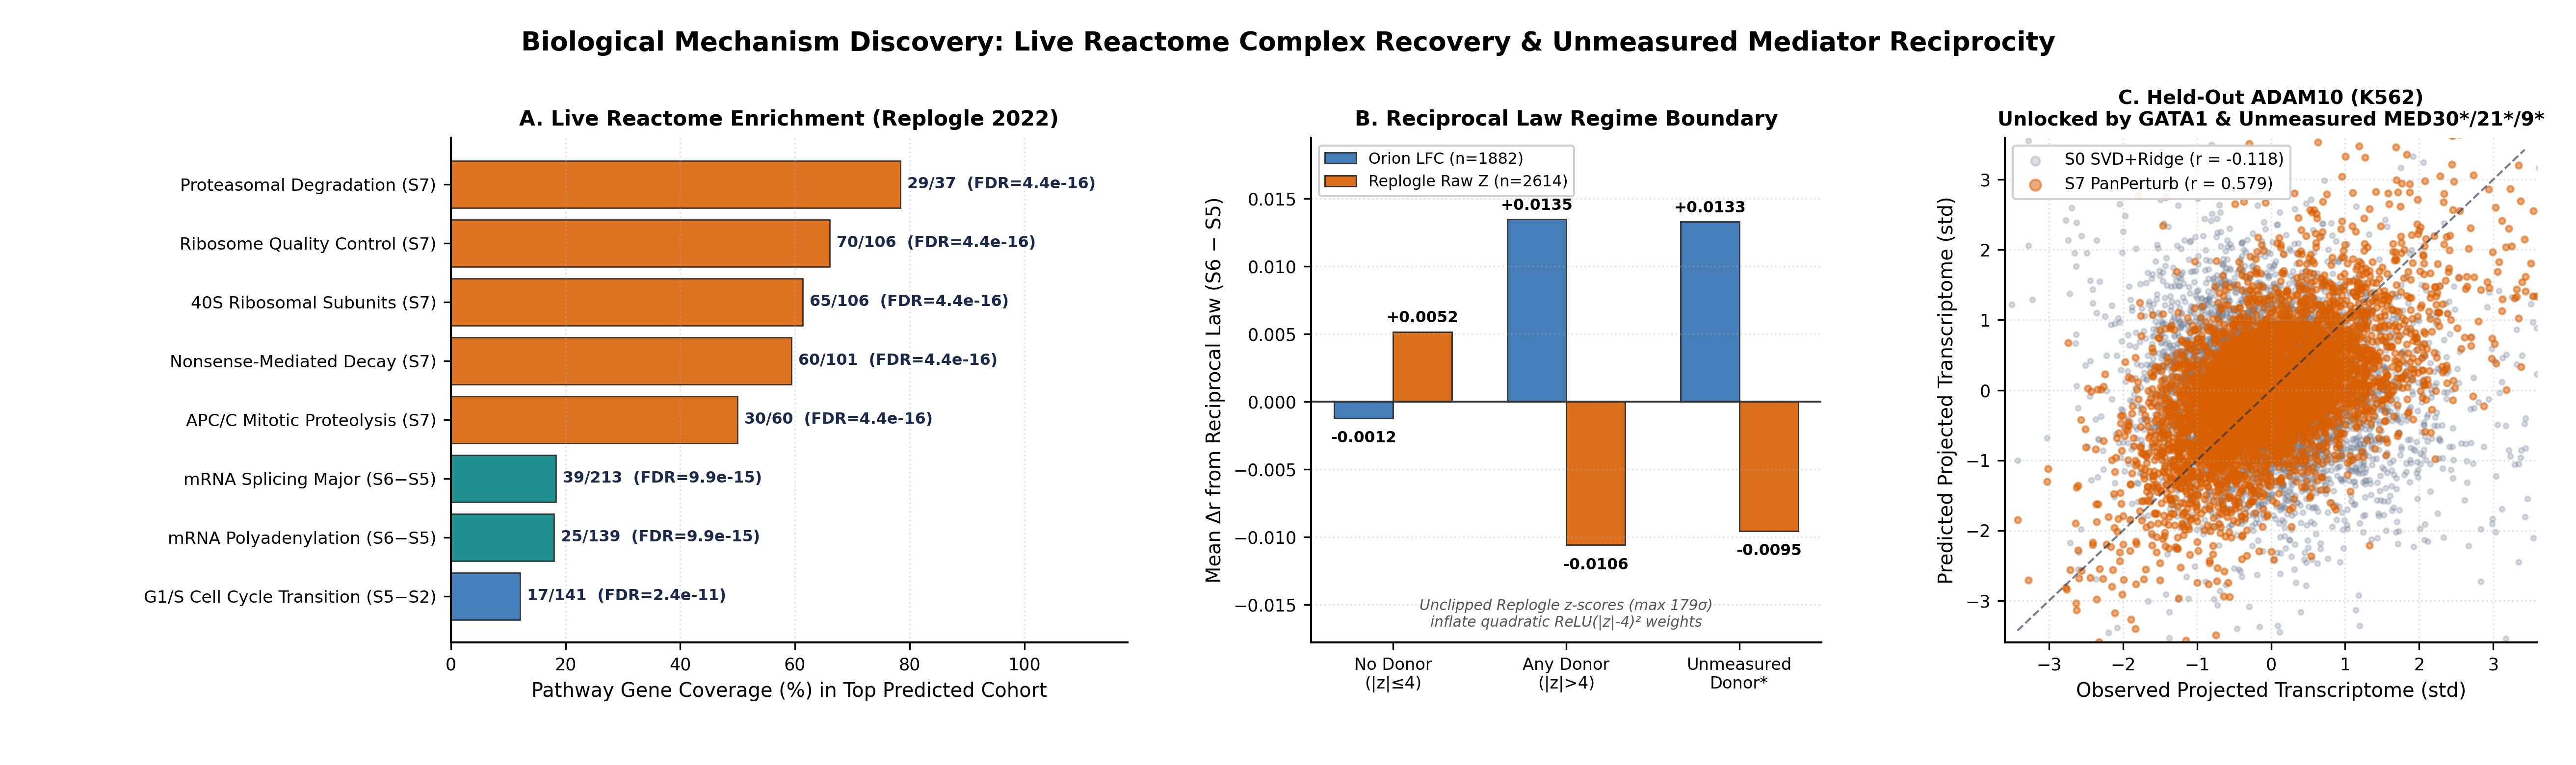 Biological Mechanism Discovery: Live Reactome Complex Recovery & Unmeasured Mediator Reciprocity
A. Live Reactome Enrichment (Replogle 2022)
Proteasomal Degradation (S7)
29/37 (FDR=4.4e-16)
Ribosome Quality Control (S7)
70/106 (FDR=4.4e-16)
40S Ribosomal Subunits (S7)
65/106 (FDR=4.4e-16)
Nonsense-Mediated Decay (S7)
60/101 (FDR=4.4e-16)
APC/C Mitotic Proteolysis (S7)
30/60 (FDR=4.4e-16)
mRNA Splicing Major (S6−S5)
39/213 (FDR=9.9e-15)
mRNA Polyadenylation (S6−S5)
25/139 (FDR=9.9e-15)
G1/S Cell Cycle Transition (S5−S2)
17/141 (FDR=2.4e-11)
0 20 40 60 80 100
Pathway Gene Coverage (%) in Top Predicted Cohort
B. Reciprocal Law Regime Boundary
Orion LFC (n=1882)
Replogle Raw Z (n=2614)
Mean Δr from Reciprocal Law (S6 − S5)
0.015
0.010
0.005
0.000
−0.005
−0.010
−0.015
-0.0012
+0.0052
+0.0135
-0.0106
+0.0133
-0.0095
Unclipped Replogle z-scores (max 179σ)
inflate quadratic ReLU(|z|-4)² weights
No Donor
(|z|≤4)
Any Donor
(|z|>4)
Unmeasured
Donor*
C. Held-Out ADAM10 (K562)
Unlocked by GATA1 & Unmeasured MED30*/21*/9*
S0 SVD+Ridge (r = -0.118)
S7 PanPerturb (r = 0.579)
Predicted Projected Transcriptome (std)
3
2
1
0
−1
−2
−3
−3 −2 −1 0 1 2 3
Observed Projected Transcriptome (std)